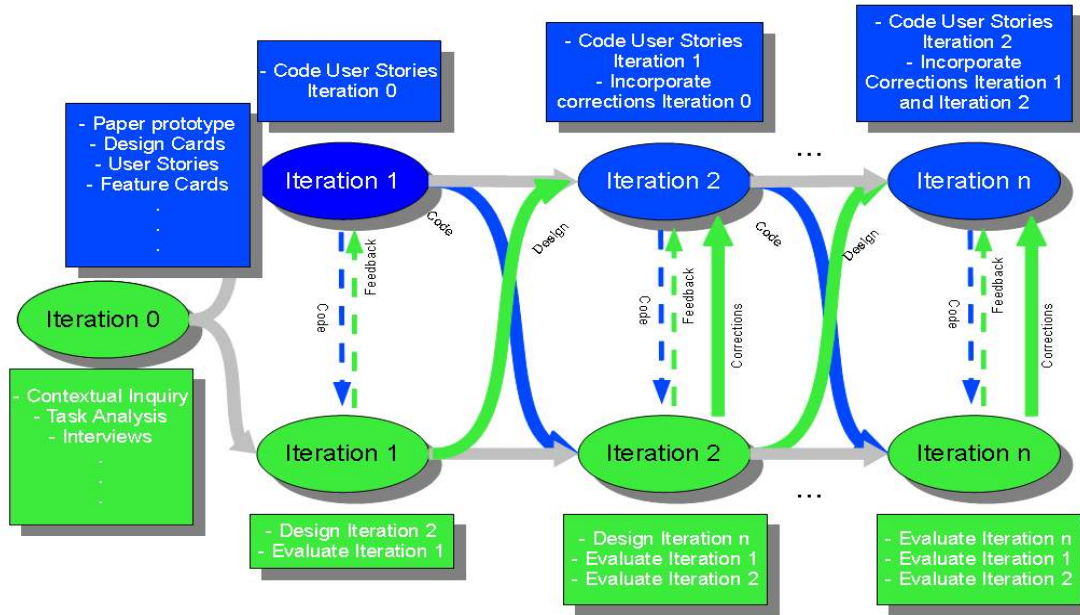 - Code User Stories
Iteration 0
- Code User Stories
Iteration 1
- Incorporate
corrections Iteration 0
- Code User Stories
Iteration 2
- Incorporate
Corrections Iteration 1
and Iteration 2
- Paper prototype
- Design Cards
- User Stories
- Feature Cards
.
.
.
...
Iteration 1
Iteration 2
Iteration n
Code
Design
Code
Design
Code
Feedback
Code
Feedback
Corrections
Code
Feedback
Corrections
Iteration 0
- Contextual Inquiry
- Task Analysis
- Interviews
.
.
.
Iteration 1
Iteration 2
Iteration n
...
- Design Iteration 2
- Evaluate Iteration 1
- Design Iteration n
- Evaluate Iteration 1
- Evaluate Iteration 2
- Evaluate Iteration n
- Evaluate Iteration 1
- Evaluate Iteration 2